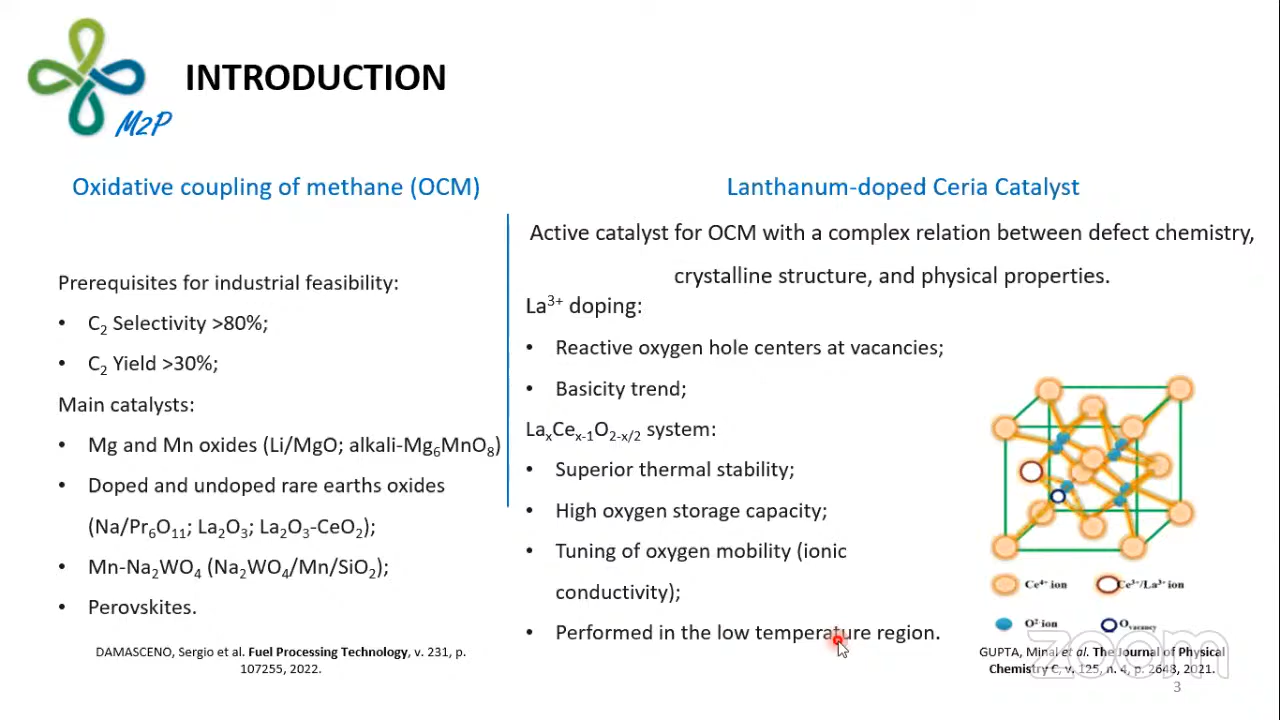 INTRODUCTION
M2P
Oxidative coupling of methane (OCM)
Prerequisites for industrial feasibility:
• C₂ Selectivity >80%;
• C₂ Yield >30%;
Main catalysts:
• Mg and Mn oxides (Li/MgO; alkali-Mg₆MnO₈)
• Doped and undoped rare earths oxides
(Na/Pr₆O₁₁; La₂O₃; La₂O₃-CeO₂);
• Mn-Na₂WO₄ (Na₂WO₄/Mn/SiO₂);
• Perovskites.
DAMASCENO, Sergio et al. Fuel Processing Technology, v. 231, p.
107255, 2022.
Lanthanum-doped Ceria Catalyst
Active catalyst for OCM with a complex relation between defect chemistry,
crystalline structure, and physical properties.
La³⁺ doping:
• Reactive oxygen hole centers at vacancies;
• Basicity trend;
LaₓCeₓ₋₁O₂₋ₓ/₂ system:
• Superior thermal stability;
• High oxygen storage capacity;
• Tuning of oxygen mobility (ionic
conductivity);
• Performed in the low temperature region.
Ce⁴⁺ ion
Ce³⁺/La³⁺ ion
O²⁻ ion
Ovacancy
GUPTA, Minal et al. The Journal of Physical
Chemistry C, v. 125, n. 4, p. 2648, 2021.
zoom
3